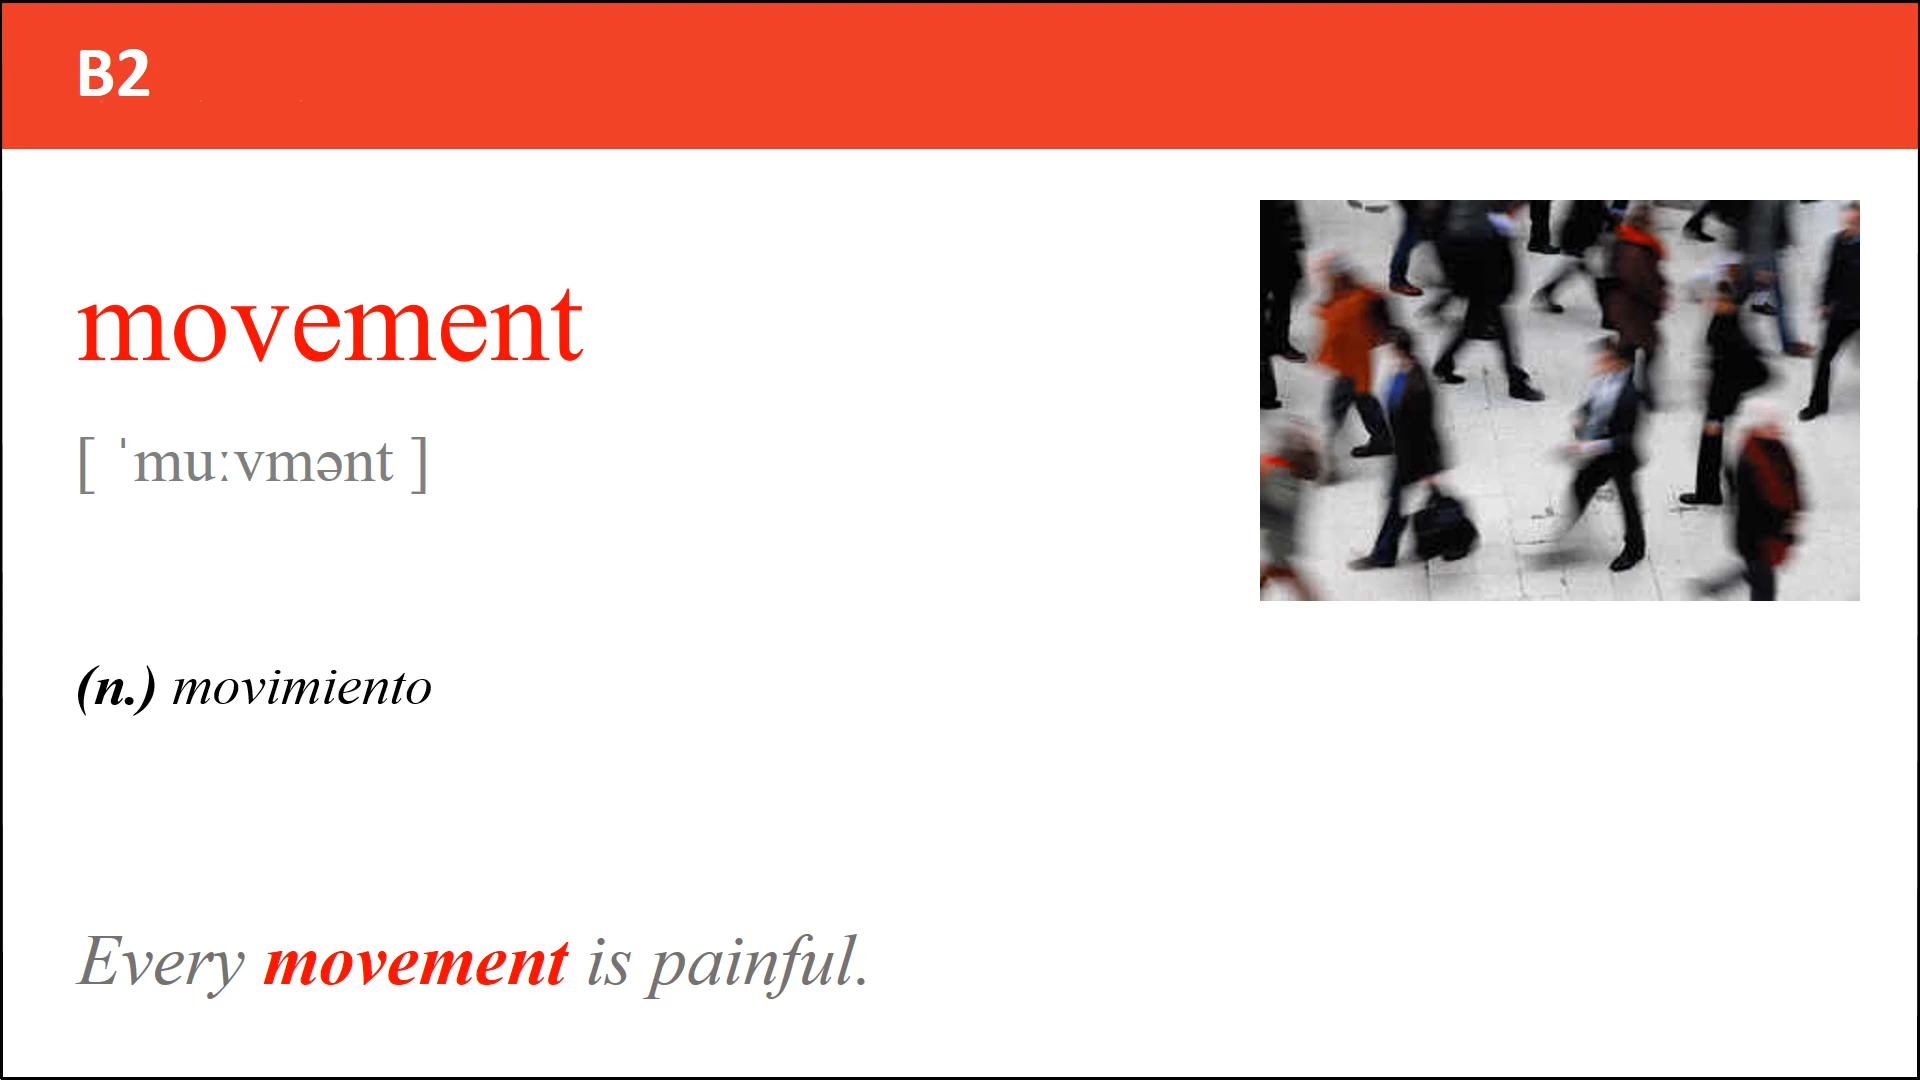 B2
movement
[ ˈmuːvmənt ]
(n.) movimiento
Every movement is painful.